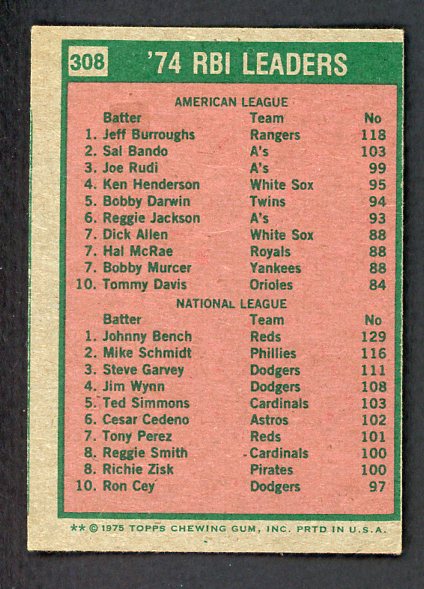 308 '74 RBI LEADERS
AMERICAN LEAGUE
Batter Team No
1. Jeff Burroughs Rangers 118
2. Sal Bando A's 103
3. Joe Rudi A's 99
4. Ken Henderson White Sox 95
5. Bobby Darwin Twins 94
6. Reggie Jackson A's 93
7. Dick Allen White Sox 88
7. Hal McRae Royals 88
7. Bobby Murcer Yankees 88
10. Tommy Davis Orioles 84
NATIONAL LEAGUE
Batter Team No
1. Johnny Bench Reds 129
2. Mike Schmidt Phillies 116
3. Steve Garvey Dodgers 111
4. Jim Wynn Dodgers 108
5. Ted Simmons Cardinals 103
6. Cesar Cedeno Astros 102
7. Tony Perez Reds 101
8. Reggie Smith Cardinals 100
8. Richie Zisk Pirates 100
10. Ron Cey Dodgers 97
** © 1975 TOPPS CHEWING GUM, INC. PRTD IN U.S.A.